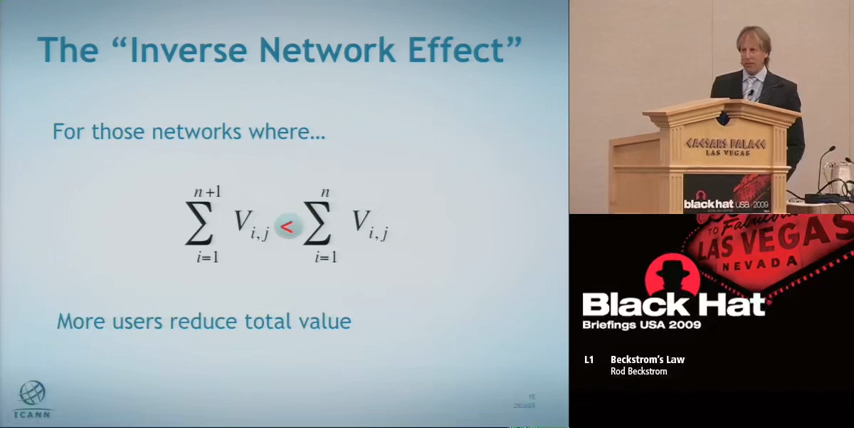 The “Inverse Network Effect”
For those networks where…
n+1 n
∑ V i,j < ∑ V i,j
i=1 i=1
More users reduce total value
ICANN
CAESARS PALACE
LAS VEGAS
black hat USA 2009
TO Fabulous
LAS VEGAS
NEVADA
Black Hat
Briefings USA 2009
L1 Beckstrom's Law
Rod Beckstrom